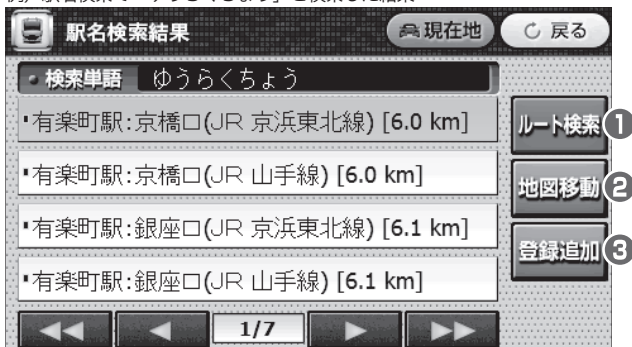 駅名検索結果
現在地
戻る
検索単語 ゆうらくちょう
有楽町駅:京橋口(JR 京浜東北線) [6.0 km]
ルート検索 1
有楽町駅:京橋口(JR 山手線) [6.0 km]
地図移動 2
有楽町駅:銀座口(JR 京浜東北線) [6.1 km]
登録追加 3
有楽町駅:銀座口(JR 山手線) [6.1 km]
1/7